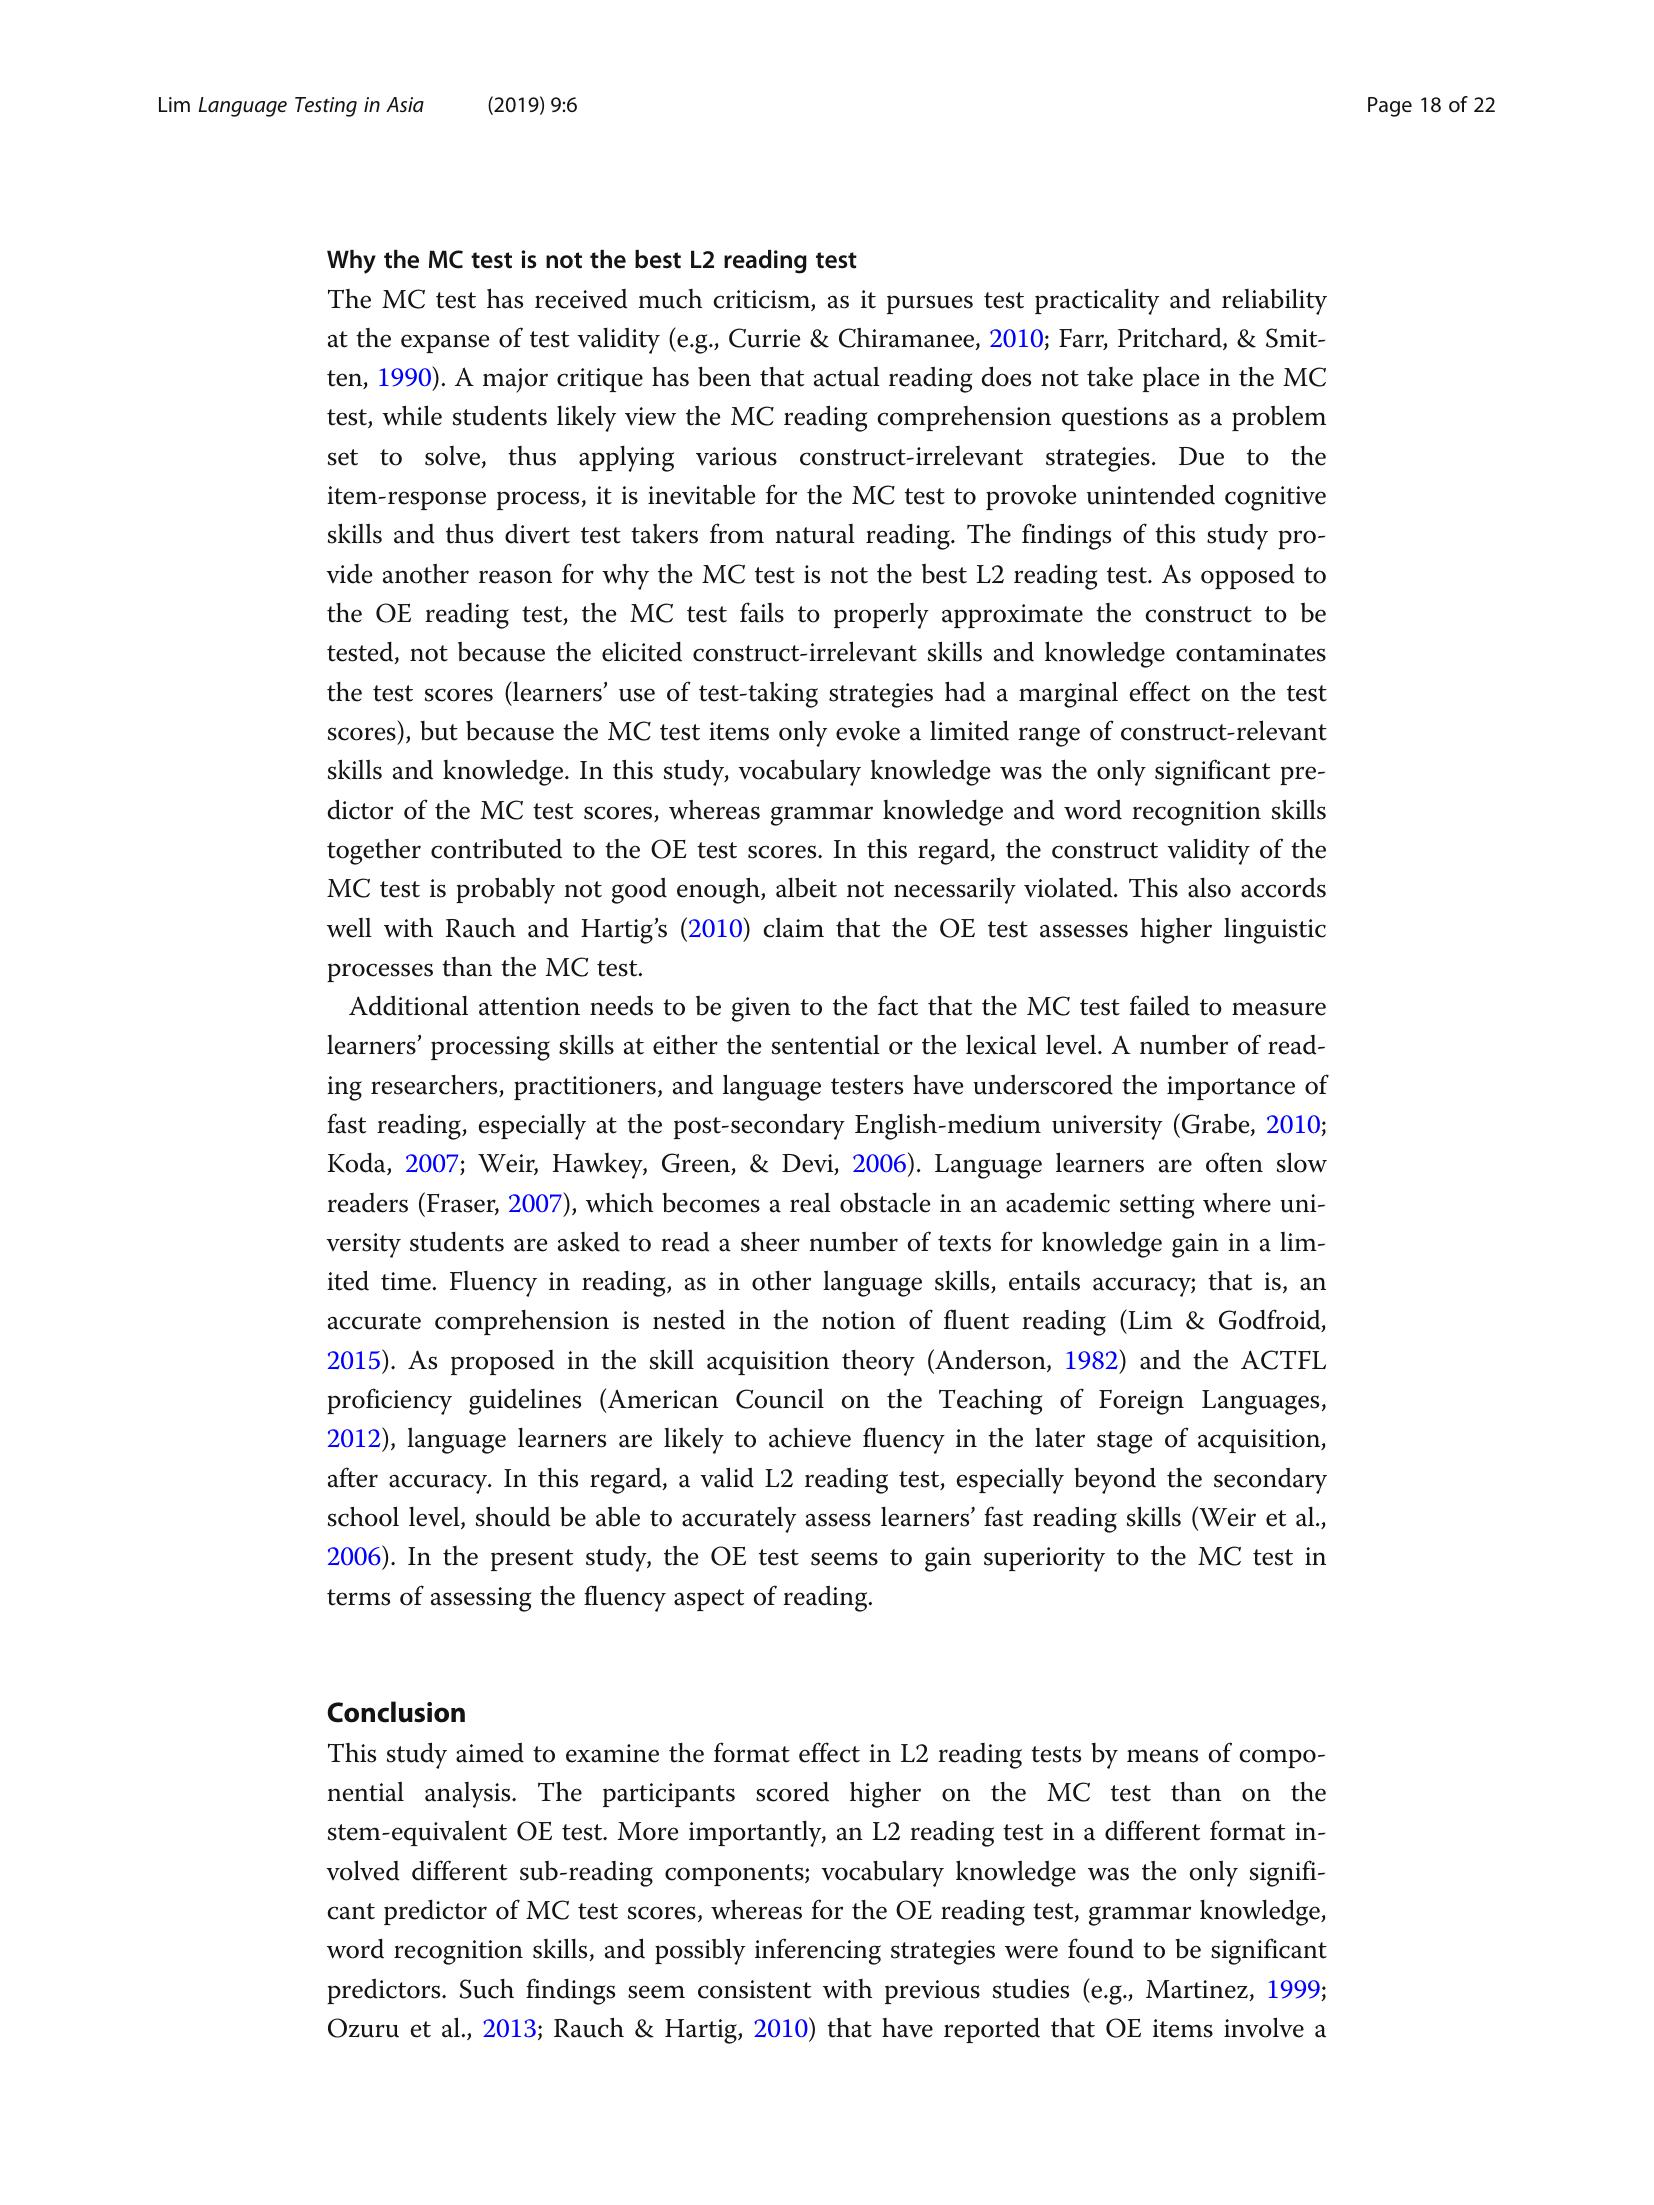 Lim Language Testing in Asia (2019) 9:6 Page 18 of 22
Why the MC test is not the best L2 reading test
The MC test has received much criticism, as it pursues test practicality and reliability
at the expanse of test validity (e.g., Currie & Chiramanee, 2010; Farr, Pritchard, & Smit-
ten, 1990). A major critique has been that actual reading does not take place in the MC
test, while students likely view the MC reading comprehension questions as a problem
set to solve, thus applying various construct-irrelevant strategies. Due to the
item-response process, it is inevitable for the MC test to provoke unintended cognitive
skills and thus divert test takers from natural reading. The findings of this study pro-
vide another reason for why the MC test is not the best L2 reading test. As opposed to
the OE reading test, the MC test fails to properly approximate the construct to be
tested, not because the elicited construct-irrelevant skills and knowledge contaminates
the test scores (learners’ use of test-taking strategies had a marginal effect on the test
scores), but because the MC test items only evoke a limited range of construct-relevant
skills and knowledge. In this study, vocabulary knowledge was the only significant pre-
dictor of the MC test scores, whereas grammar knowledge and word recognition skills
together contributed to the OE test scores. In this regard, the construct validity of the
MC test is probably not good enough, albeit not necessarily violated. This also accords
well with Rauch and Hartig’s (2010) claim that the OE test assesses higher linguistic
processes than the MC test.
Additional attention needs to be given to the fact that the MC test failed to measure
learners’ processing skills at either the sentential or the lexical level. A number of read-
ing researchers, practitioners, and language testers have underscored the importance of
fast reading, especially at the post-secondary English-medium university (Grabe, 2010;
Koda, 2007; Weir, Hawkey, Green, & Devi, 2006). Language learners are often slow
readers (Fraser, 2007), which becomes a real obstacle in an academic setting where uni-
versity students are asked to read a sheer number of texts for knowledge gain in a lim-
ited time. Fluency in reading, as in other language skills, entails accuracy; that is, an
accurate comprehension is nested in the notion of fluent reading (Lim & Godfroid,
2015). As proposed in the skill acquisition theory (Anderson, 1982) and the ACTFL
proficiency guidelines (American Council on the Teaching of Foreign Languages,
2012), language learners are likely to achieve fluency in the later stage of acquisition,
after accuracy. In this regard, a valid L2 reading test, especially beyond the secondary
school level, should be able to accurately assess learners’ fast reading skills (Weir et al.,
2006). In the present study, the OE test seems to gain superiority to the MC test in
terms of assessing the fluency aspect of reading.
Conclusion
This study aimed to examine the format effect in L2 reading tests by means of compo-
nential analysis. The participants scored higher on the MC test than on the
stem-equivalent OE test. More importantly, an L2 reading test in a different format in-
volved different sub-reading components; vocabulary knowledge was the only signifi-
cant predictor of MC test scores, whereas for the OE reading test, grammar knowledge,
word recognition skills, and possibly inferencing strategies were found to be significant
predictors. Such findings seem consistent with previous studies (e.g., Martinez, 1999;
Ozuru et al., 2013; Rauch & Hartig, 2010) that have reported that OE items involve a